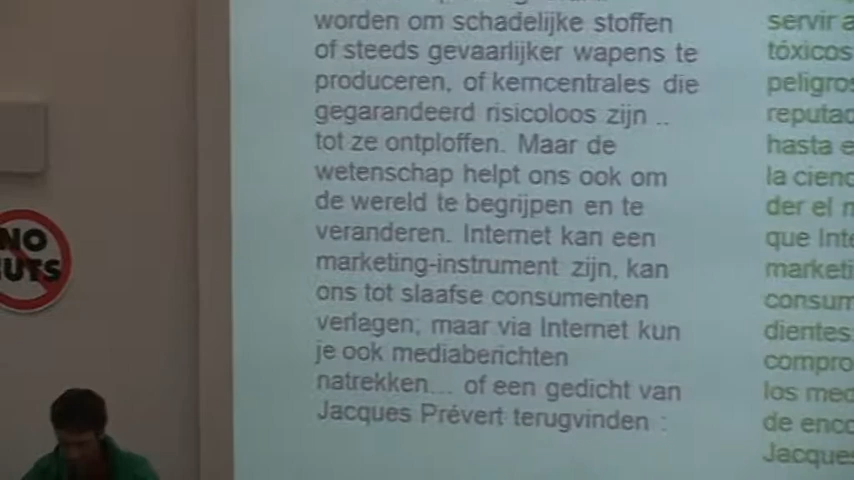 worden om schadelijke stoffen
of steeds gevaarlijker wapens te
produceren, of kerncentrales die
gegarandeerd risicoloos zijn ..
tot ze ontploffen. Maar de
wetenschap helpt ons ook om
de wereld te begrijpen en te
veranderen. Internet kan een
marketing-instrument zijn, kan
ons tot slaafse consumenten
verlagen; maar via Internet kun
je ook mediaberichten
natrekken... of een gedicht van
Jacques Prévert terugvinden :
servir a
tóxicos
peligros
reputad
hasta e
la cienc
der el m
que Int
marketi
consum
dientes
compro
los med
de enco
Jacques
NO
NUTS